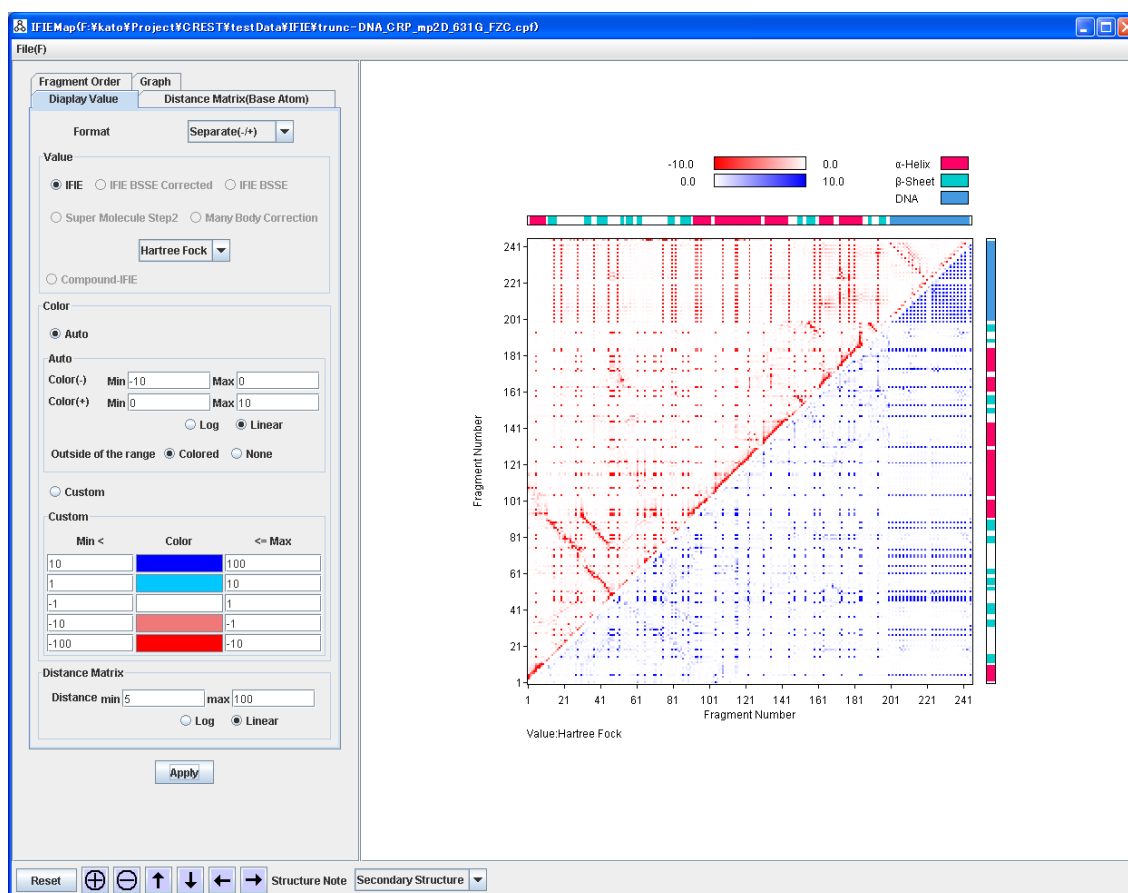 IFIEMap(F:¥kato¥Project¥CREST¥testData¥IFIE¥trunc-DNA_CRP_mp2D_631G_FZC.cpf)
File(F)
Fragment Order Graph
Display Value Distance Matrix(Base Atom)
Format Separate(-/+)
Value
IFIE IFIE BSSE Corrected IFIE BSSE
Super Molecule Step2 Many Body Correction
Hartree Fock
Compound-IFIE
Color
Auto
Auto
Color(-) Min -10 Max 0
Color(+) Min 0 Max 10
Log Linear
Outside of the range Colored None
Custom
Custom
Min < Color <= Max
10 100
1 10
-1 1
-10 -1
-100 -10
Distance Matrix
Distance min 5 max 100
Log Linear
Apply
-10.0 0.0
0.0 10.0
α-Helix
β-Sheet
DNA
Fragment Number
241
221
201
181
161
141
121
101
81
61
41
21
1
1 21 41 61 81 101 121 141 161 181 201 221 241
Fragment Number
Value:Hartree Fock
Reset Structure Note Secondary Structure